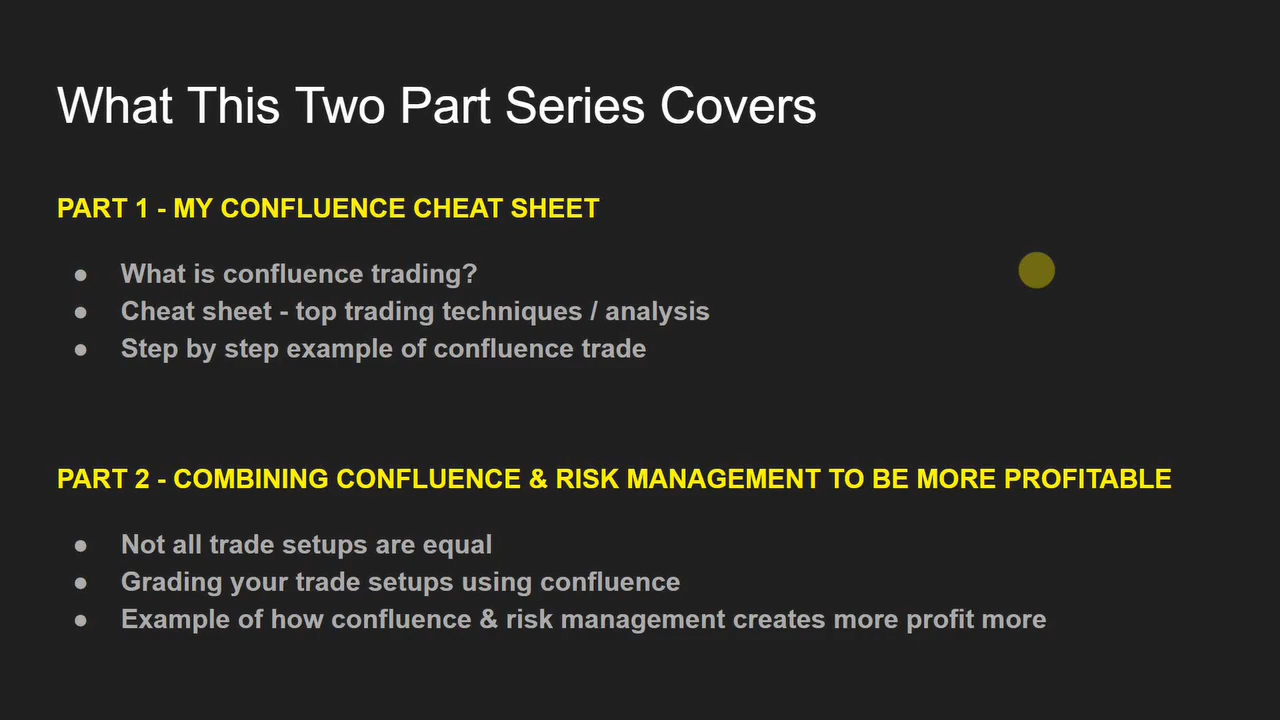 What This Two Part Series Covers
PART 1 - MY CONFLUENCE CHEAT SHEET
● What is confluence trading?
● Cheat sheet - top trading techniques / analysis
● Step by step example of confluence trade
PART 2 - COMBINING CONFLUENCE & RISK MANAGEMENT TO BE MORE PROFITABLE
● Not all trade setups are equal
● Grading your trade setups using confluence
● Example of how confluence & risk management creates more profit more